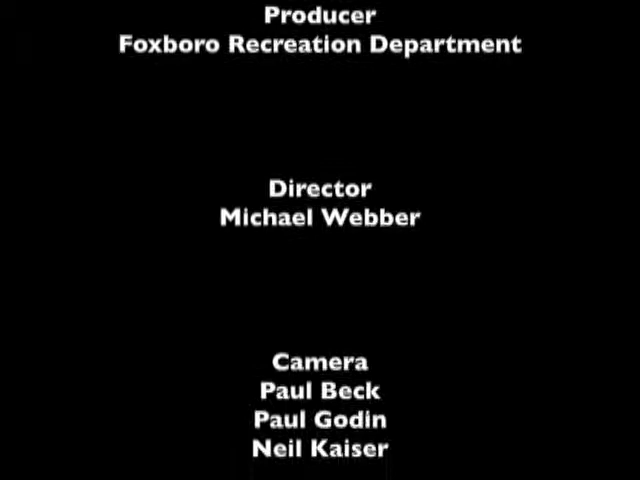 Producer
Foxboro Recreation Department
Director
Michael Webber
Camera
Paul Beck
Paul Godin
Neil Kaiser